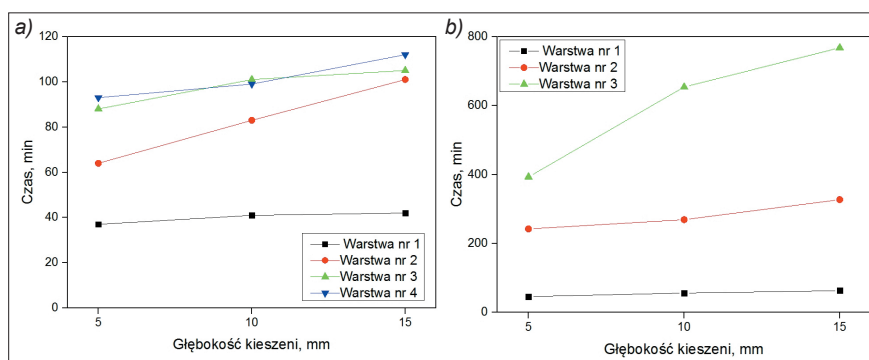 a)
120
100
80
60
40
20
0
Czas, min
Warstwa nr 1
Warstwa nr 2
Warstwa nr 3
Warstwa nr 4
5 10 15
Głębokość kieszeni, mm
b)
800
600
400
200
0
Czas, min
Warstwa nr 1
Warstwa nr 2
Warstwa nr 3
5 10 15
Głębokość kieszeni, mm